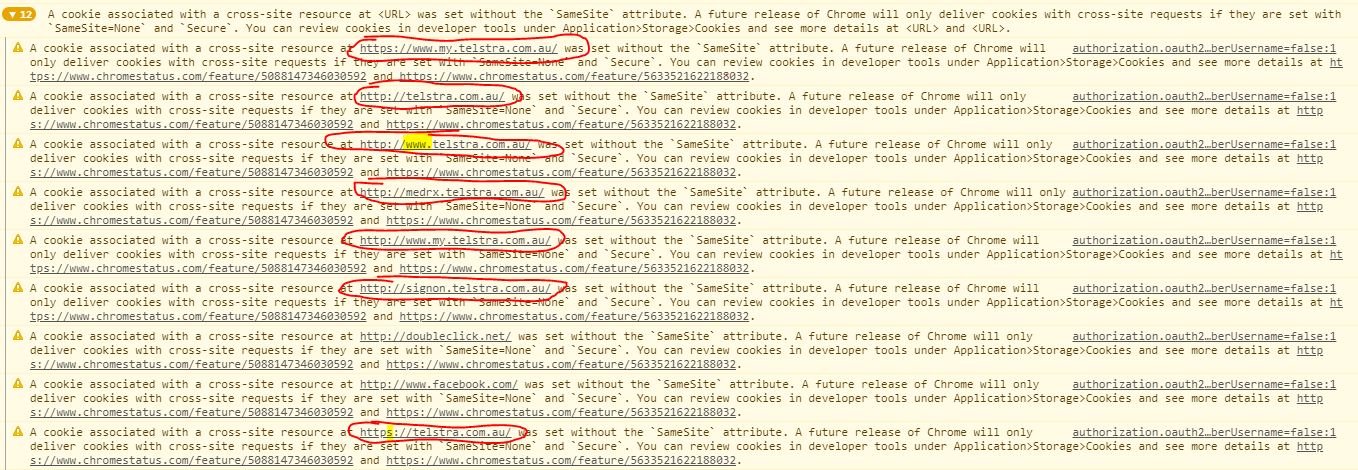 ▼ 12 A cookie associated with a cross-site resource at <URL> was set without the `SameSite` attribute. A future release of Chrome will only deliver cookies with cross-site requests if they are set with
`SameSite=None` and `Secure`. You can review cookies in developer tools under Application>Storage>Cookies and see more details at <URL> and <URL>.
A cookie associated with a cross-site resource at https://www.my.telstra.com.au/ was set without the `SameSite` attribute. A future release of Chrome will authorization.oauth2…berUsername=false:1
only deliver cookies with cross-site requests if they are set with `SameSite=None` and `Secure`. You can review cookies in developer tools under Application>Storage>Cookies and see more details at ht
tps://www.chromestatus.com/feature/5088147346030592 and https://www.chromestatus.com/feature/5633521622188032.
A cookie associated with a cross-site resource at http://telstra.com.au/ was set without the `SameSite` attribute. A future release of Chrome will only authorization.oauth2…berUsername=false:1
deliver cookies with cross-site requests if they are set with `SameSite=None` and `Secure`. You can review cookies in developer tools under Application>Storage>Cookies and see more details at http
s://www.chromestatus.com/feature/5088147346030592 and https://www.chromestatus.com/feature/5633521622188032.
A cookie associated with a cross-site resource at http://www.telstra.com.au/ was set without the `SameSite` attribute. A future release of Chrome will only authorization.oauth2…berUsername=false:1
deliver cookies with cross-site requests if they are set with `SameSite=None` and `Secure`. You can review cookies in developer tools under Application>Storage>Cookies and see more details at http
s://www.chromestatus.com/feature/5088147346030592 and https://www.chromestatus.com/feature/5633521622188032.
A cookie associated with a cross-site resource at http://medrx.telstra.com.au/ was set without the `SameSite` attribute. A future release of Chrome will only authorization.oauth2…berUsername=false:1
deliver cookies with cross-site requests if they are set with `SameSite=None` and `Secure`. You can review cookies in developer tools under Application>Storage>Cookies and see more details at http
s://www.chromestatus.com/feature/5088147346030592 and https://www.chromestatus.com/feature/5633521622188032.
A cookie associated with a cross-site resource at http://www.my.telstra.com.au/ was set without the `SameSite` attribute. A future release of Chrome will authorization.oauth2…berUsername=false:1
only deliver cookies with cross-site requests if they are set with `SameSite=None` and `Secure`. You can review cookies in developer tools under Application>Storage>Cookies and see more details at ht
tps://www.chromestatus.com/feature/5088147346030592 and https://www.chromestatus.com/feature/5633521622188032.
A cookie associated with a cross-site resource at http://signon.telstra.com.au/ was set without the `SameSite` attribute. A future release of Chrome will authorization.oauth2…berUsername=false:1
only deliver cookies with cross-site requests if they are set with `SameSite=None` and `Secure`. You can review cookies in developer tools under Application>Storage>Cookies and see more details at ht
tps://www.chromestatus.com/feature/5088147346030592 and https://www.chromestatus.com/feature/5633521622188032.
A cookie associated with a cross-site resource at http://doubleclick.net/ was set without the `SameSite` attribute. A future release of Chrome will only authorization.oauth2…berUsername=false:1
deliver cookies with cross-site requests if they are set with `SameSite=None` and `Secure`. You can review cookies in developer tools under Application>Storage>Cookies and see more details at http
s://www.chromestatus.com/feature/5088147346030592 and https://www.chromestatus.com/feature/5633521622188032.
A cookie associated with a cross-site resource at http://www.facebook.com/ was set without the `SameSite` attribute. A future release of Chrome will only authorization.oauth2…berUsername=false:1
deliver cookies with cross-site requests if they are set with `SameSite=None` and `Secure`. You can review cookies in developer tools under Application>Storage>Cookies and see more details at http
s://www.chromestatus.com/feature/5088147346030592 and https://www.chromestatus.com/feature/5633521622188032.
A cookie associated with a cross-site resource at https://telstra.com.au/ was set without the `SameSite` attribute. A future release of Chrome will only authorization.oauth2…berUsername=false:1
deliver cookies with cross-site requests if they are set with `SameSite=None` and `Secure`. You can review cookies in developer tools under Application>Storage>Cookies and see more details at http
s://www.chromestatus.com/feature/5088147346030592 and https://www.chromestatus.com/feature/5633521622188032.